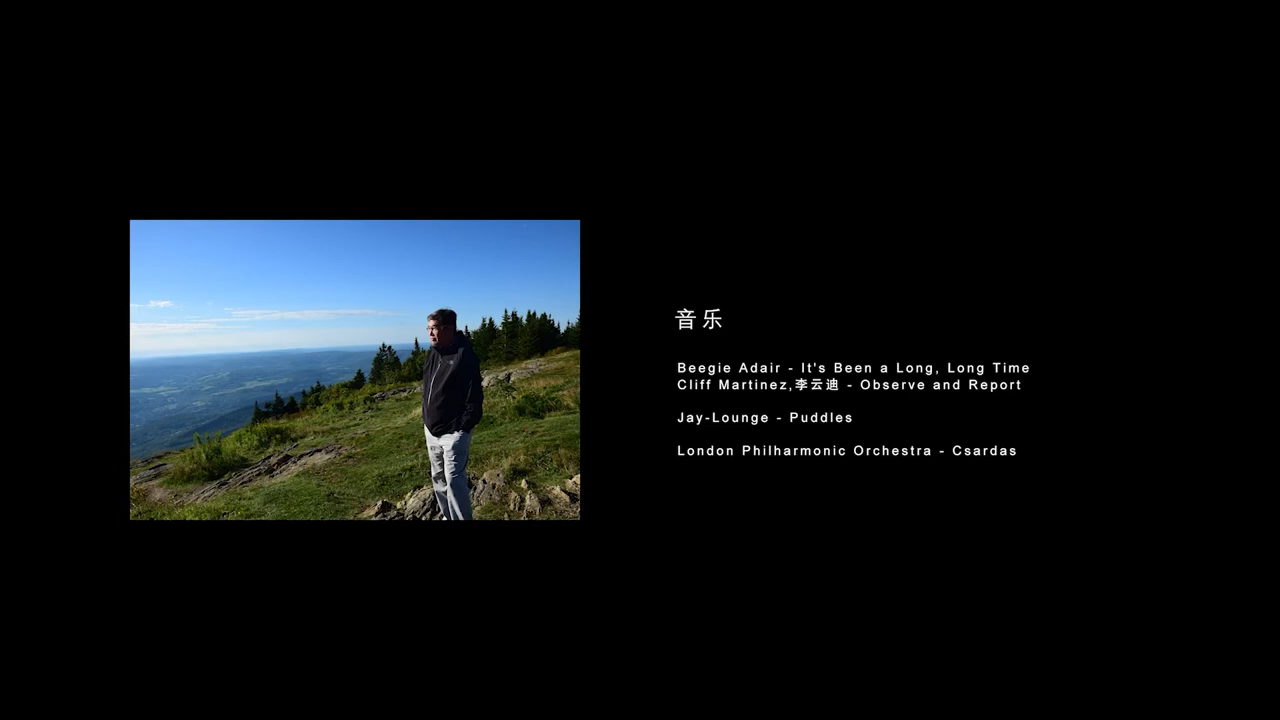 音乐
Beegie Adair - It's Been a Long, Long Time
Cliff Martinez,李云迪 - Observe and Report
Jay-Lounge - Puddles
London Philharmonic Orchestra - Csardas